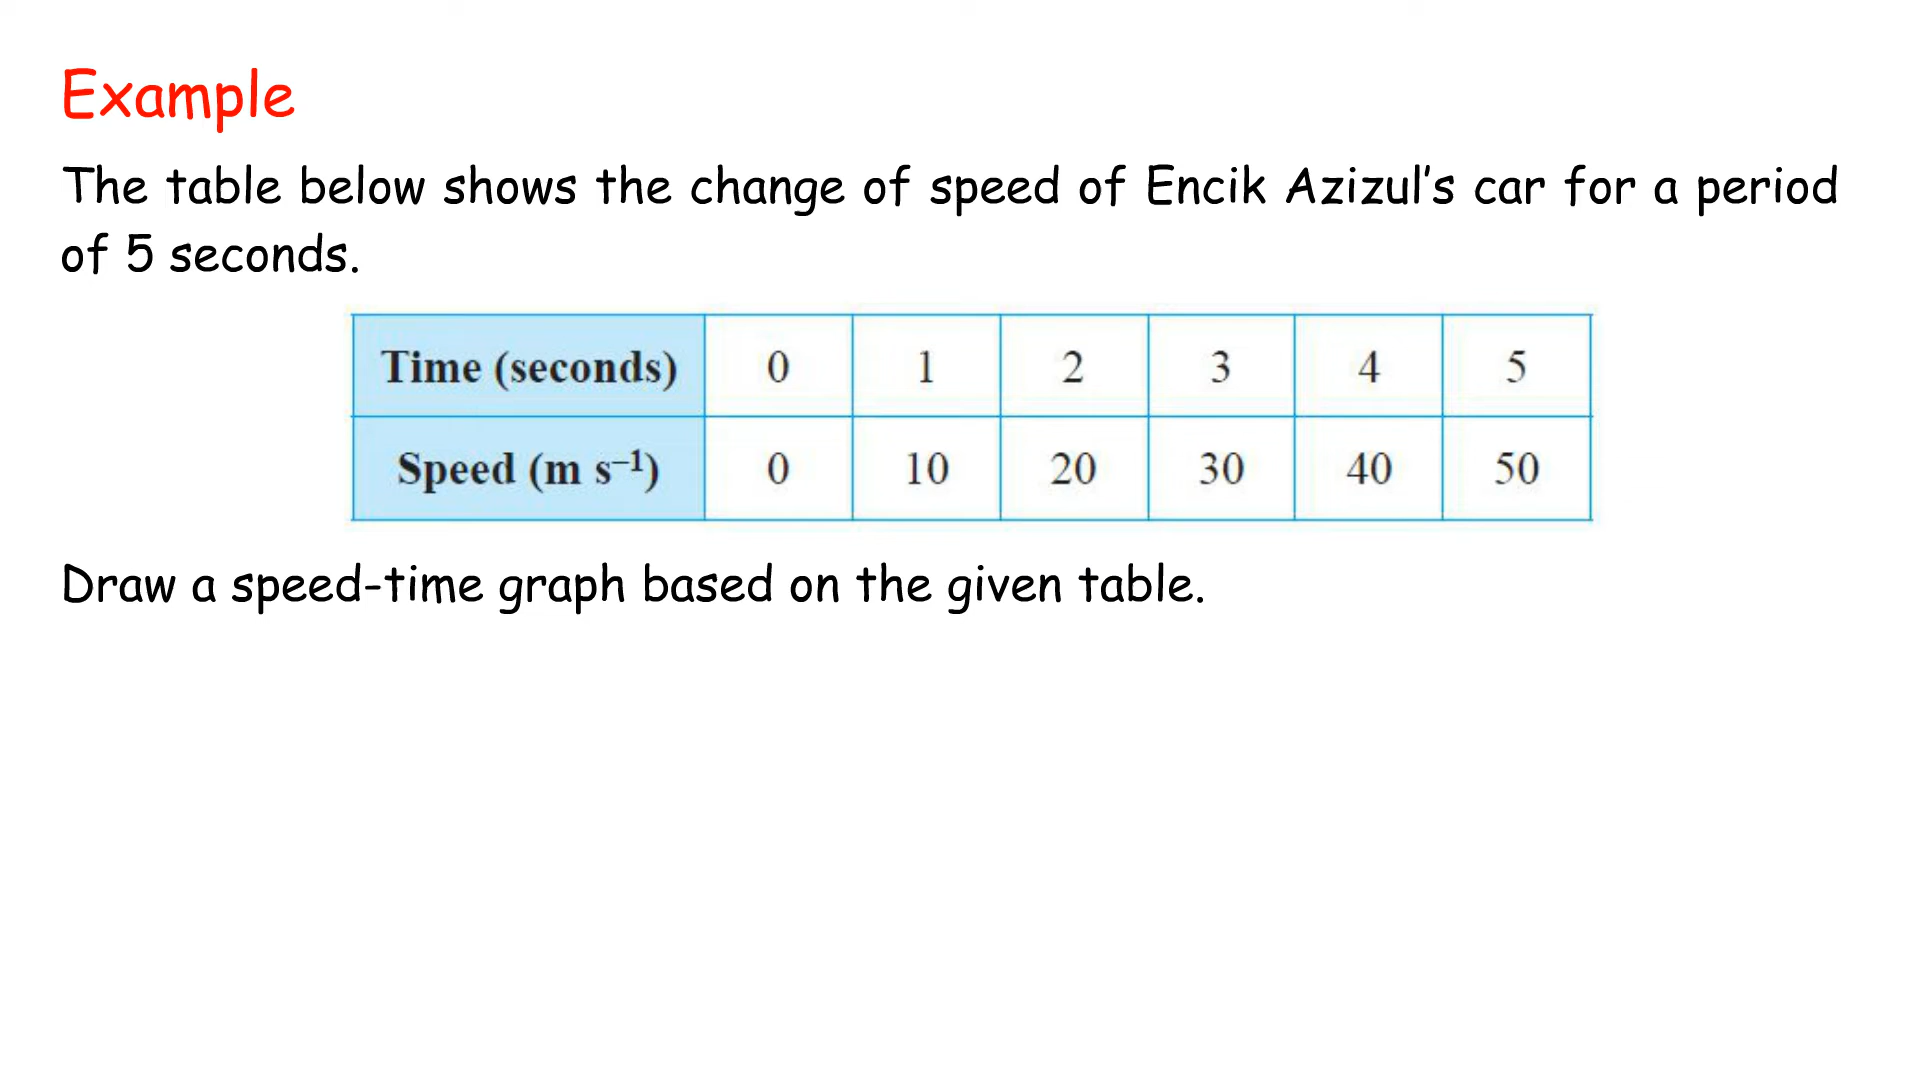 Example
The table below shows the change of speed of Encik Azizul's car for a period
of 5 seconds.
Time (seconds) 0 1 2 3 4 5
Speed (m s⁻¹) 0 10 20 30 40 50
Draw a speed-time graph based on the given table.